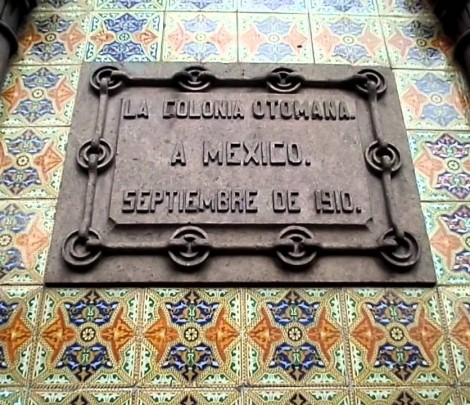 LA COLONIA OTOMANA.
A MEXICO.
SEPTIEMBRE DE 1910.